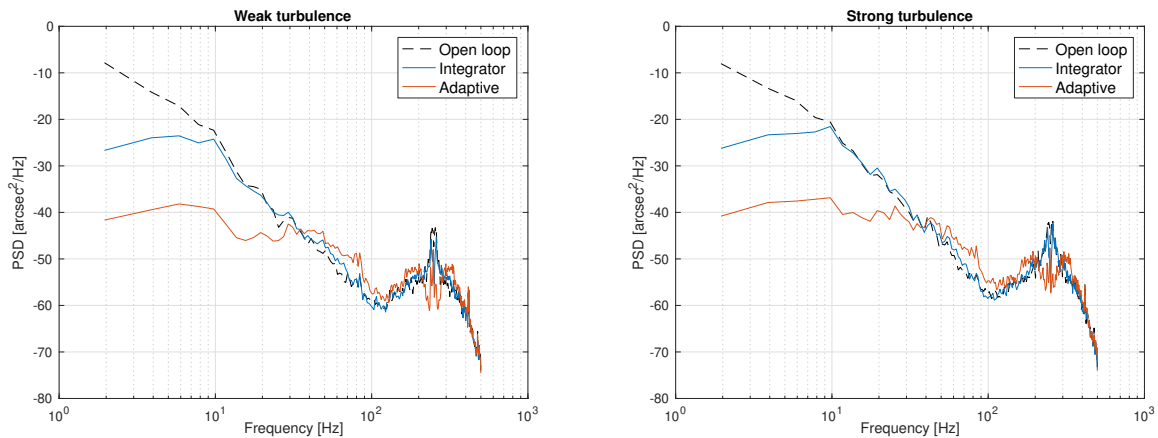 Weak turbulence
0
-10
-20
-30
-40
-50
-60
-70
-80
PSD [arcsec²/Hz]
Open loop
Integrator
Adaptive
10⁰ 10¹ 10² 10³
Frequency [Hz]
Strong turbulence
0
-10
-20
-30
-40
-50
-60
-70
-80
PSD [arcsec²/Hz]
Open loop
Integrator
Adaptive
10⁰ 10¹ 10² 10³
Frequency [Hz]